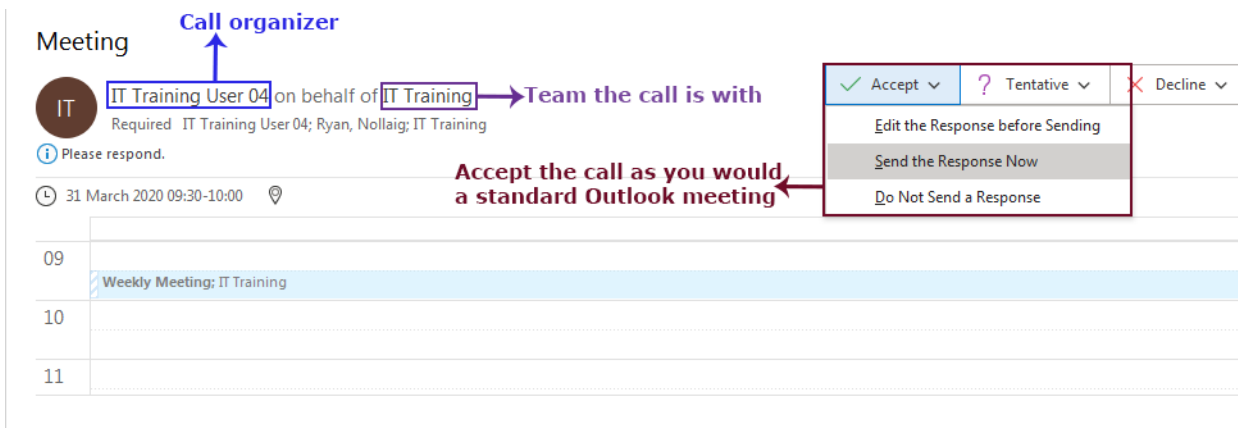 Call organizer
Meeting
IT
IT Training User 04 on behalf of IT Training
Team the call is with
Required IT Training User 04; Ryan, Nollaig; IT Training
Please respond.
Accept
? Tentative
Decline
Edit the Response before Sending
Send the Response Now
Do Not Send a Response
Accept the call as you would
a standard Outlook meeting
31 March 2020 09:30-10:00
09
Weekly Meeting; IT Training
10
11